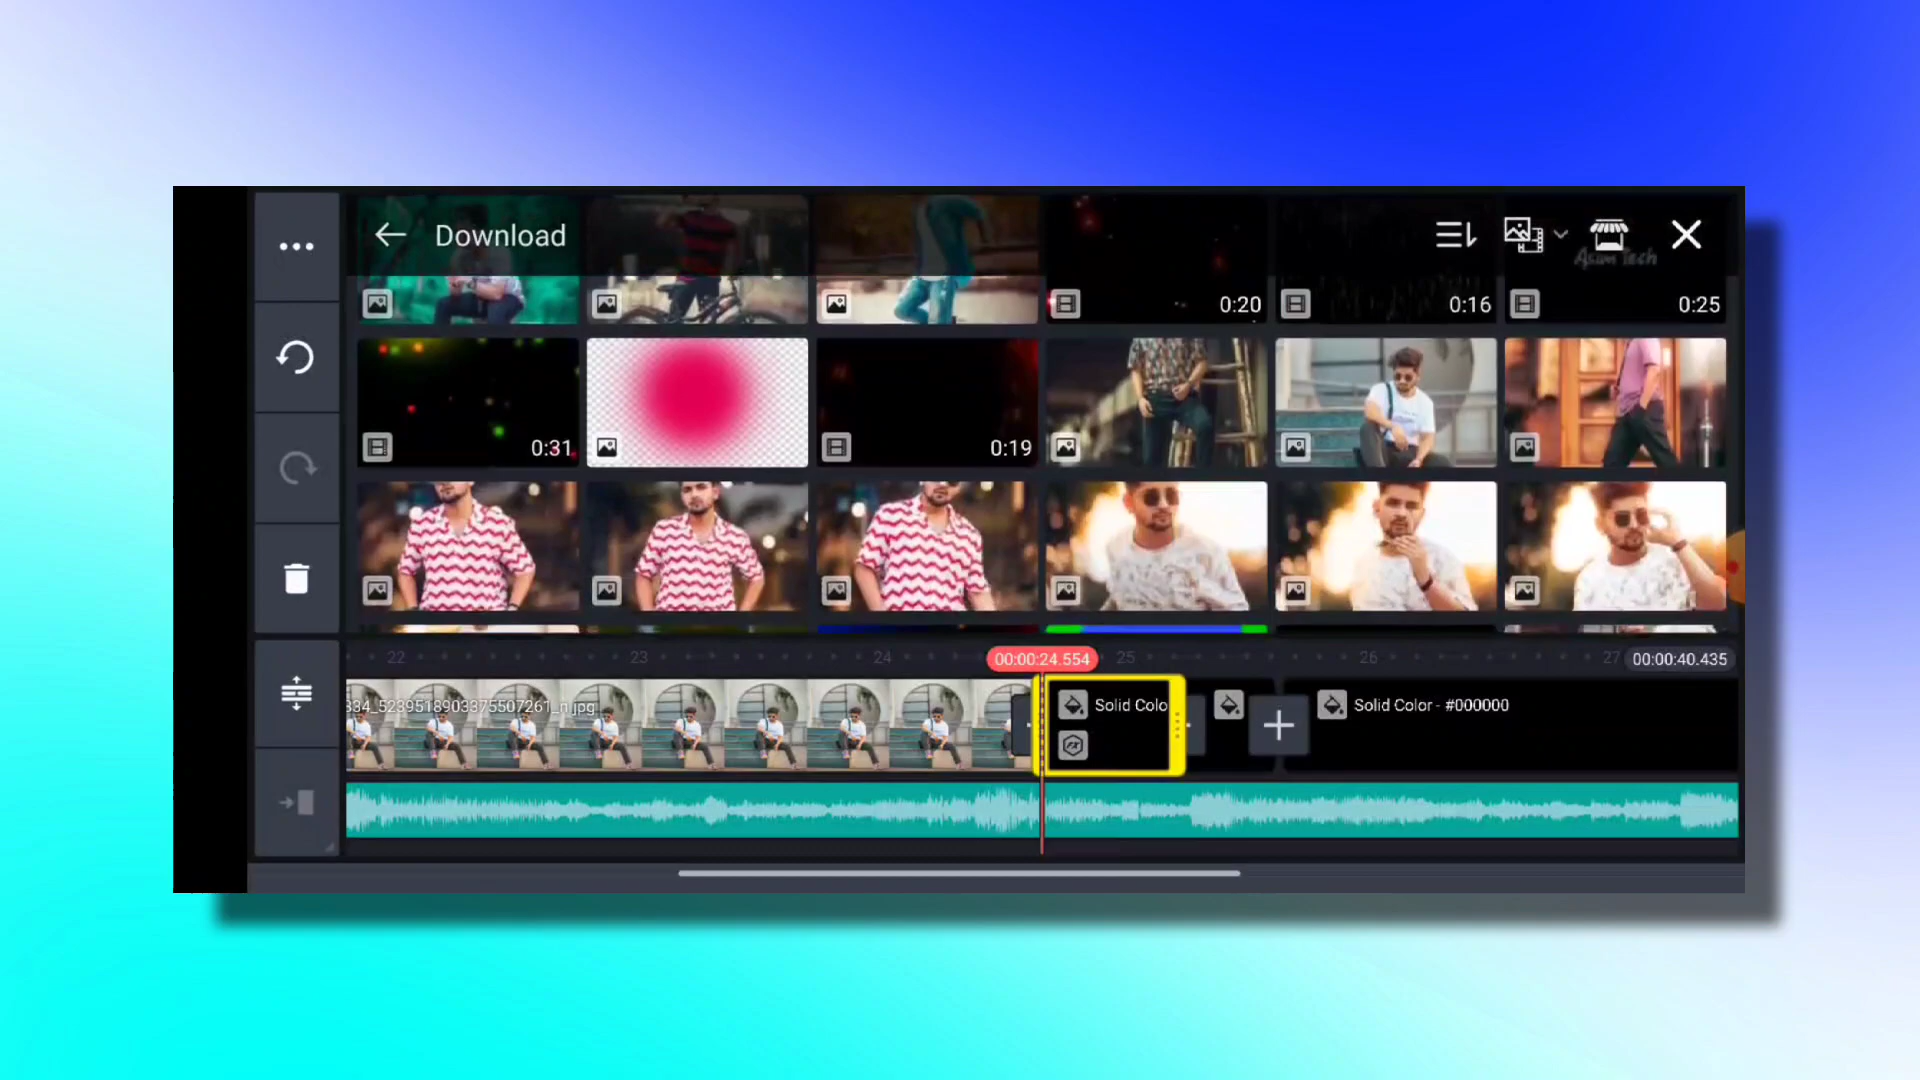 Download
Asim Tech
0:20
0:16
0:25
0:31
0:19
22
23
24
00:00:24.554
25
26
27
00:00:40.435
334_5239518903375507261_n.jpg
Solid Colo
Solid Color - #000000